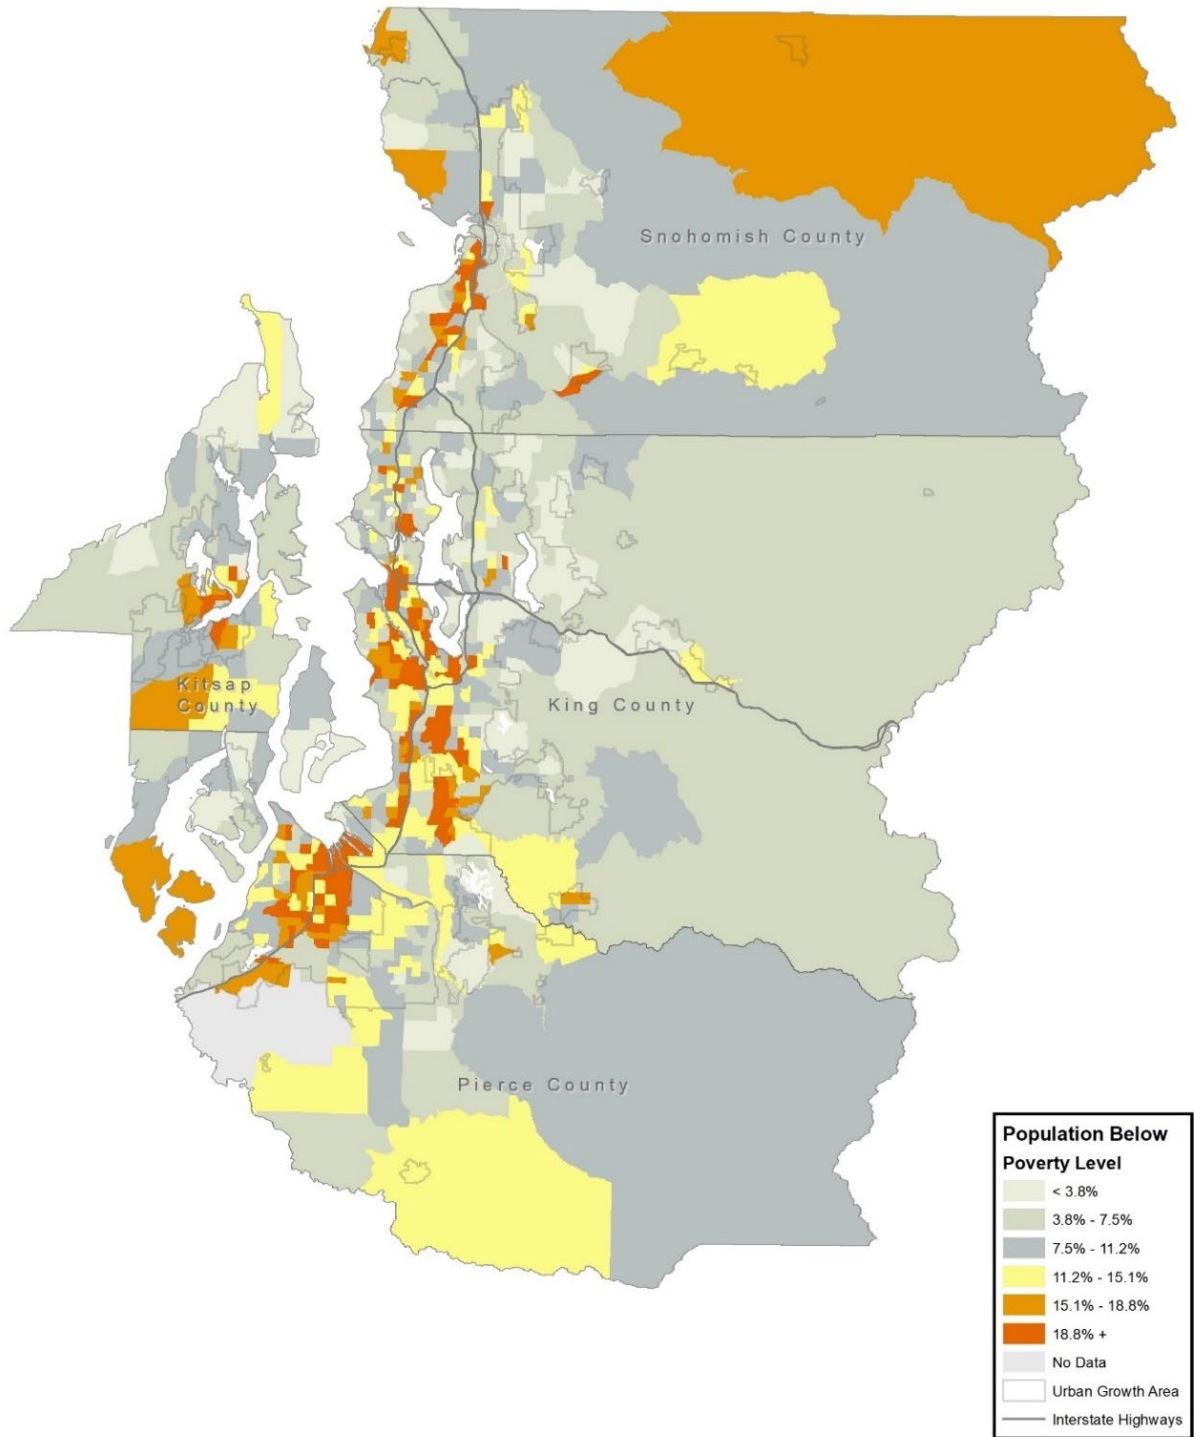 Snohomish County
Kitsap
County
King County
Pierce County
Population Below
Poverty Level
< 3.8%
3.8% - 7.5%
7.5% - 11.2%
11.2% - 15.1%
15.1% - 18.8%
18.8% +
No Data
Urban Growth Area
Interstate Highways